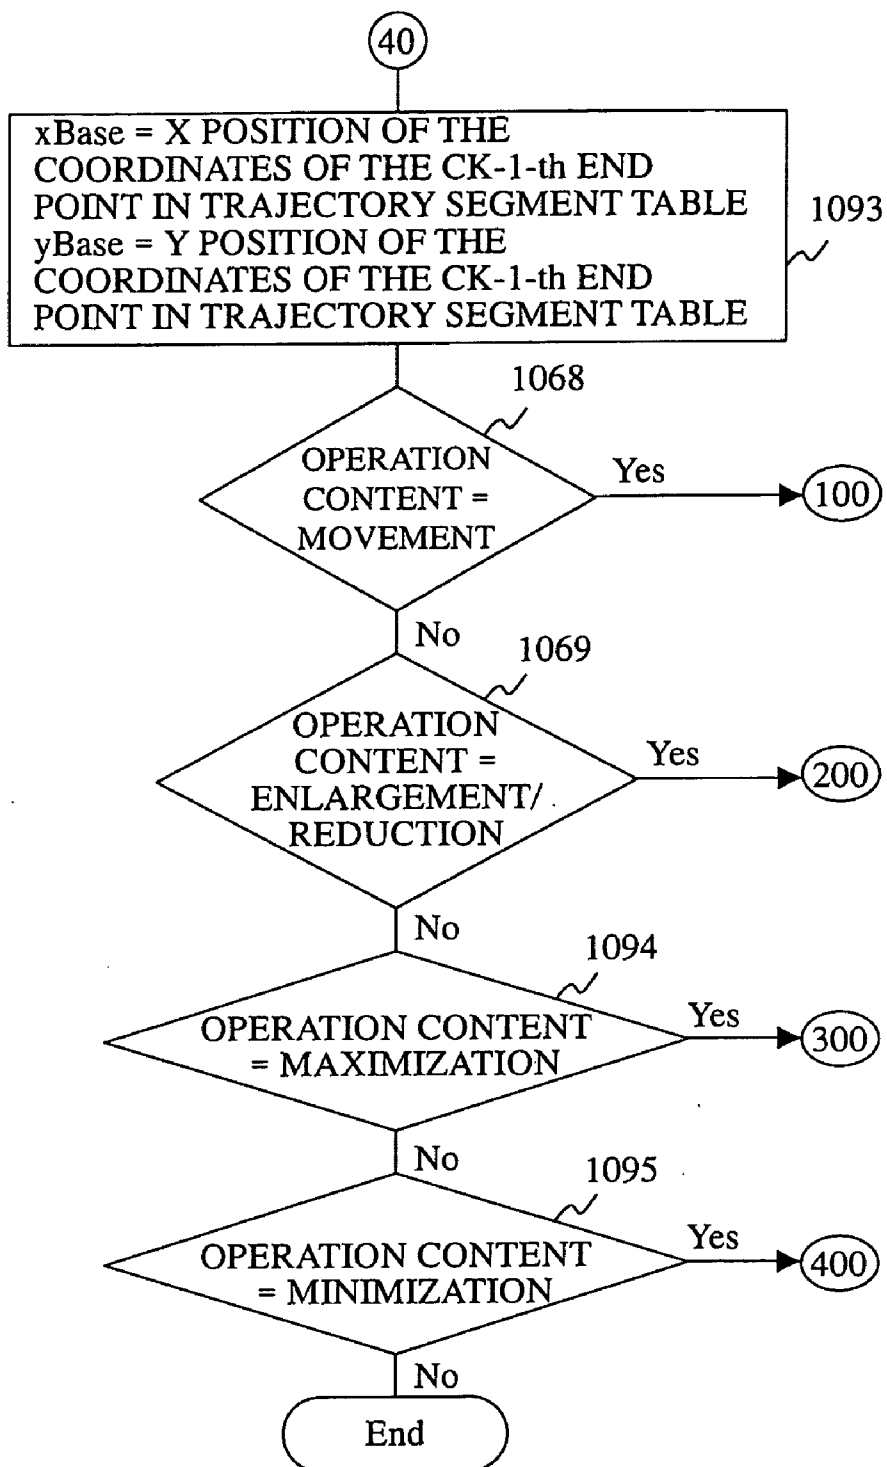 40
xBase = X POSITION OF THE
COORDINATES OF THE CK-1-th END
POINT IN TRAJECTORY SEGMENT TABLE
yBase = Y POSITION OF THE
COORDINATES OF THE CK-1-th END
POINT IN TRAJECTORY SEGMENT TABLE
1093
1068
OPERATION
CONTENT =
MOVEMENT
Yes
100
No
1069
OPERATION
CONTENT =
ENLARGEMENT/
REDUCTION
Yes
200
No
1094
OPERATION CONTENT
= MAXIMIZATION
Yes
300
No
1095
OPERATION CONTENT
= MINIMIZATION
Yes
400
No
End